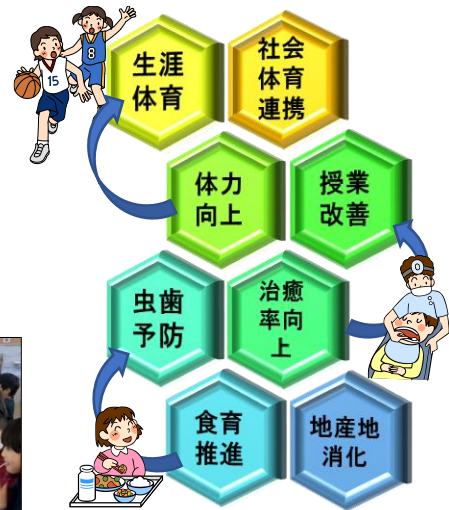 8
15
生涯
体育
社会
体育
連携
体力
向上
授業
改善
虫歯
予防
治癒
率向
上
食育
推進
地産地
消化